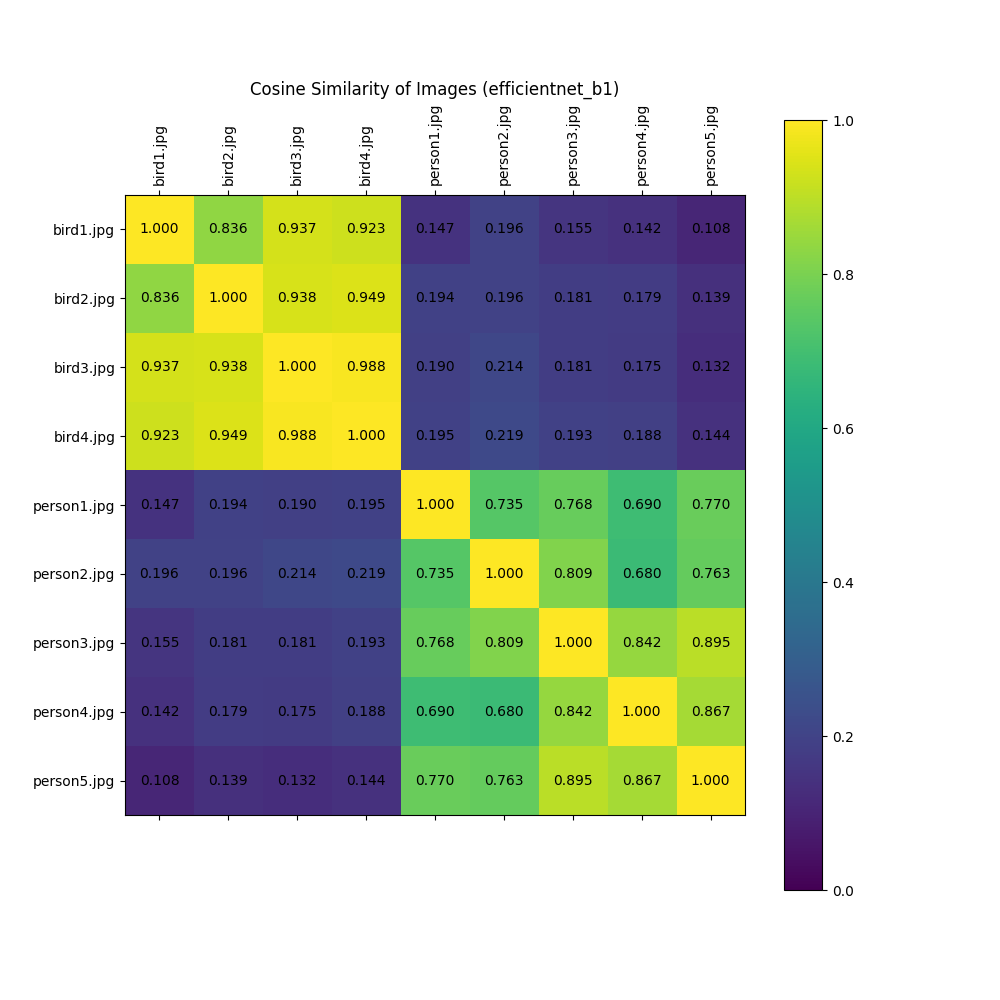 Cosine Similarity of Images (efficientnet_b1)
bird1.jpg bird2.jpg bird3.jpg bird4.jpg person1.jpg person2.jpg person3.jpg person4.jpg person5.jpg
bird1.jpg 1.000 0.836 0.937 0.923 0.147 0.196 0.155 0.142 0.108
bird2.jpg 0.836 1.000 0.938 0.949 0.194 0.196 0.181 0.179 0.139
bird3.jpg 0.937 0.938 1.000 0.988 0.190 0.214 0.181 0.175 0.132
bird4.jpg 0.923 0.949 0.988 1.000 0.195 0.219 0.193 0.188 0.144
person1.jpg 0.147 0.194 0.190 0.195 1.000 0.735 0.768 0.690 0.770
person2.jpg 0.196 0.196 0.214 0.219 0.735 1.000 0.809 0.680 0.763
person3.jpg 0.155 0.181 0.181 0.193 0.768 0.809 1.000 0.842 0.895
person4.jpg 0.142 0.179 0.175 0.188 0.690 0.680 0.842 1.000 0.867
person5.jpg 0.108 0.139 0.132 0.144 0.770 0.763 0.895 0.867 1.000
1.0
0.8
0.6
0.4
0.2
0.0